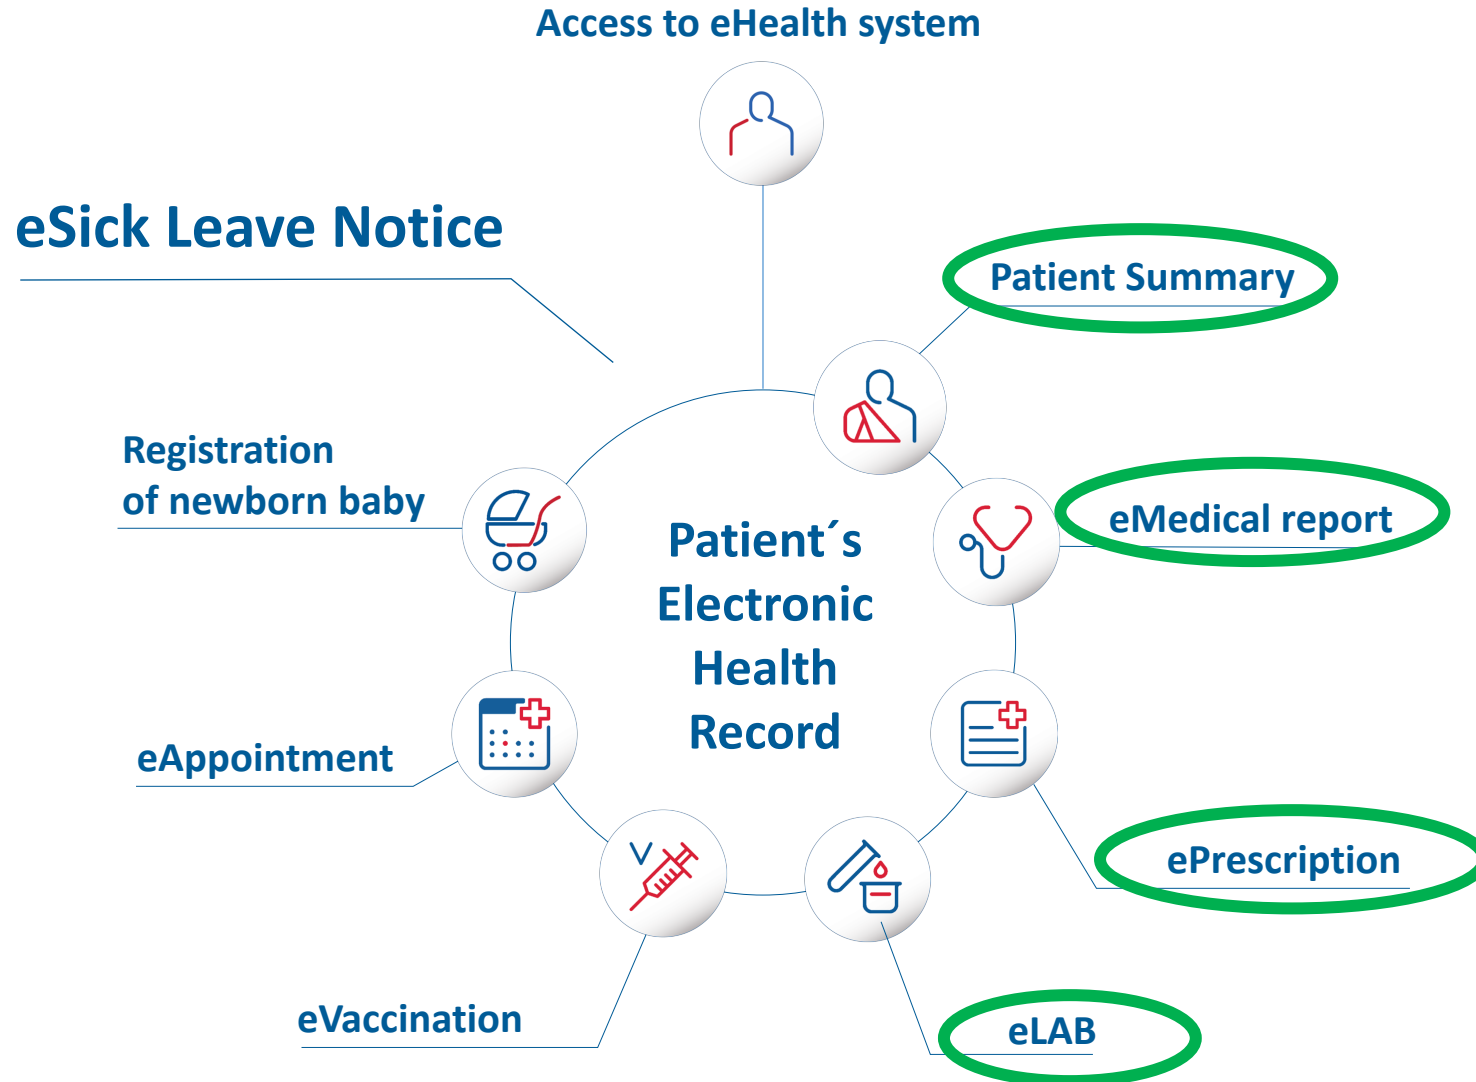 Access to eHealth system
eSick Leave Notice
Patient Summary
Registration
of newborn baby
eMedical report
Patient´s
Electronic
Health
Record
eAppointment
ePrescription
eVaccination
eLAB